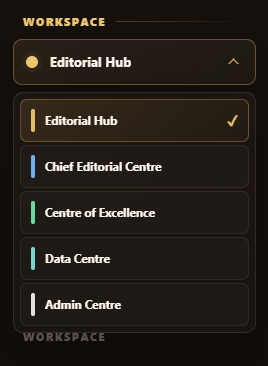 WORKSPACE
Editorial Hub
Editorial Hub
Chief Editorial Centre
Centre of Excellence
Data Centre
Admin Centre
WORKSPACE